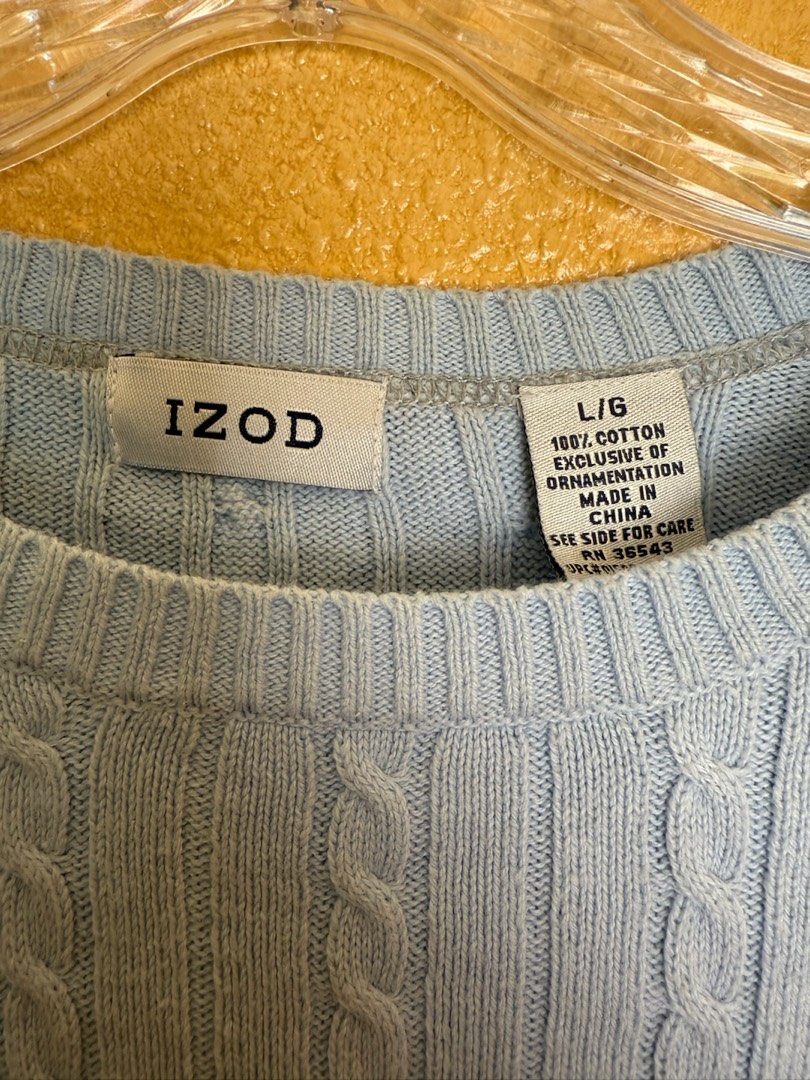 IZOD
L/G
100% COTTON
EXCLUSIVE OF
ORNAMENTATION
MADE IN
CHINA
SEE SIDE FOR CARE
RN 36543